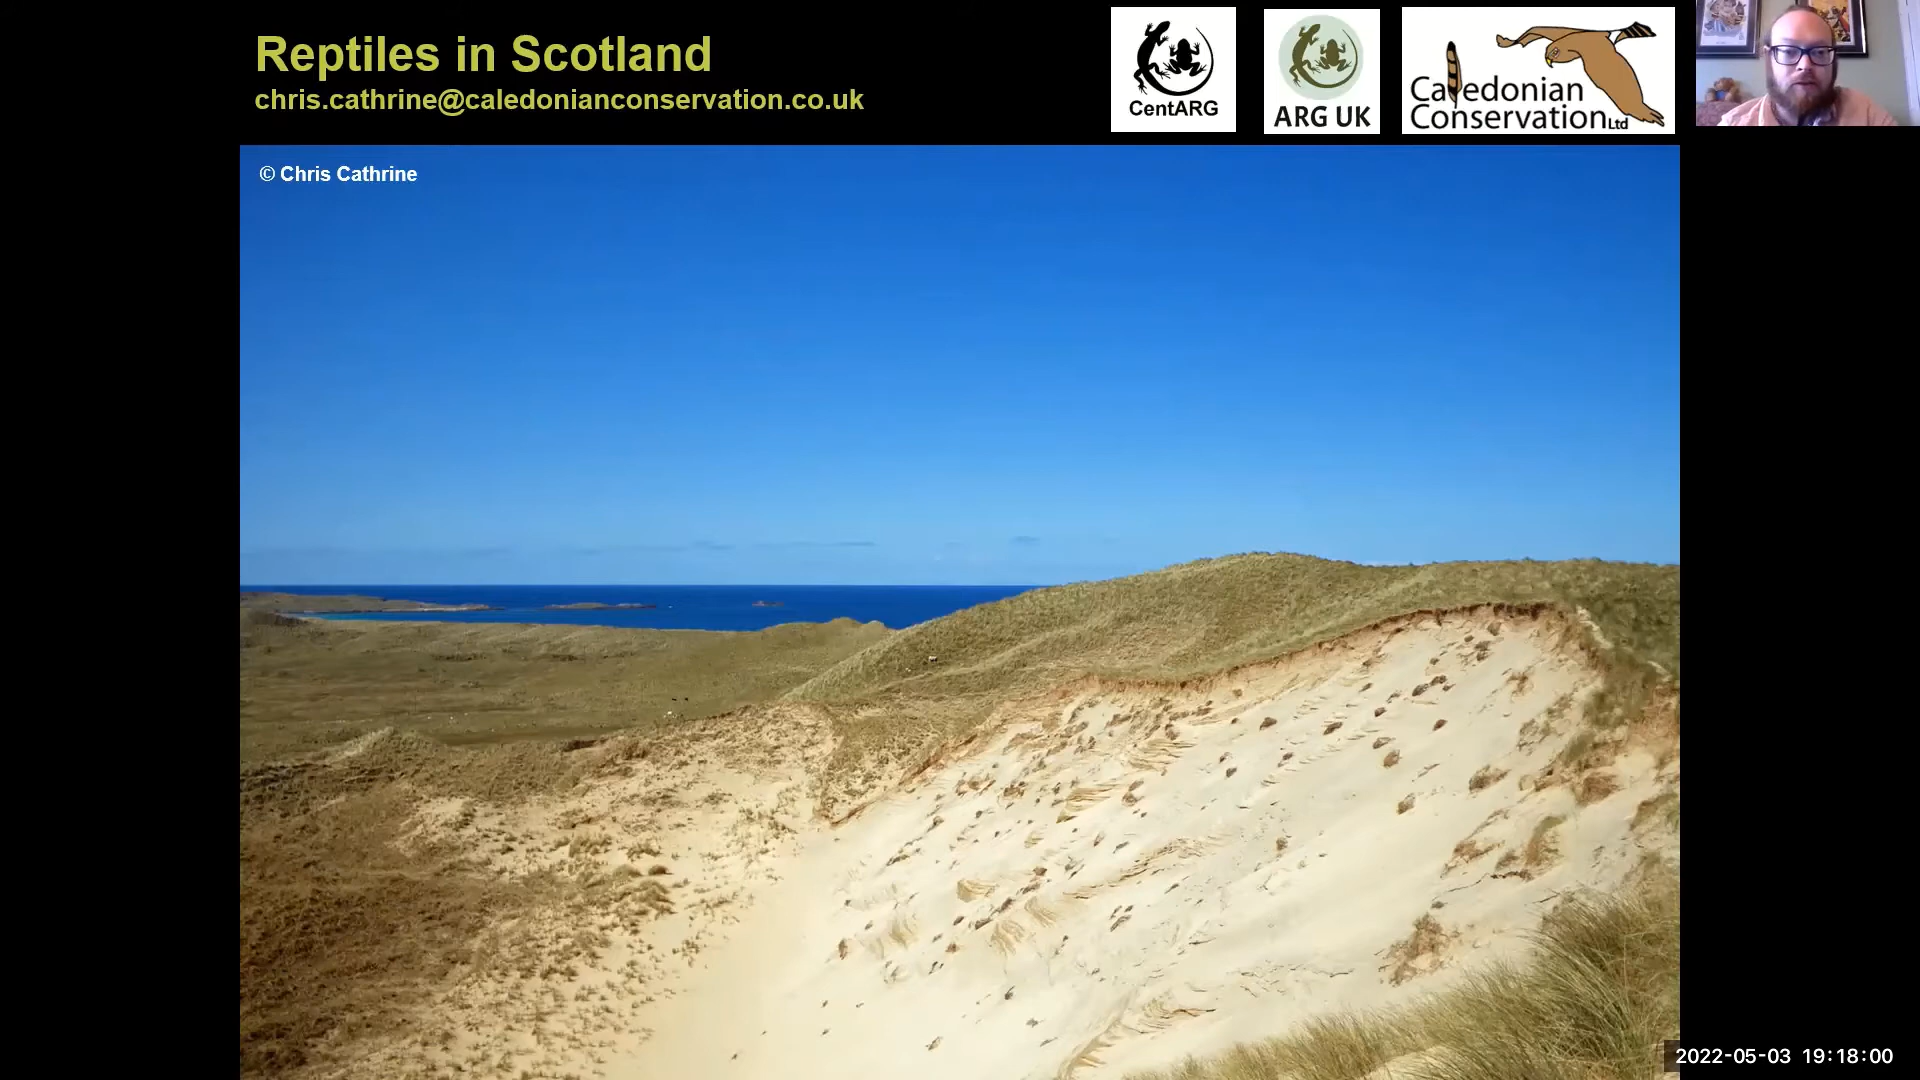 Reptiles in Scotland
chris.cathrine@caledonianconservation.co.uk
CentARG
ARG UK
Caledonian
Conservation Ltd
© Chris Cathrine
2022-05-03 19:18:00